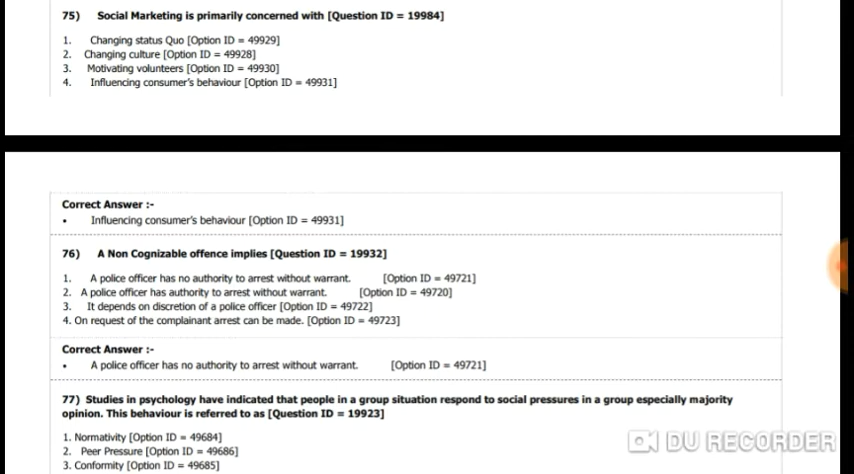 75) Social Marketing is primarily concerned with [Question ID = 19984]
1. Changing status Quo [Option ID = 49929]
2. Changing culture [Option ID = 49928]
3. Motivating volunteers [Option ID = 49930]
4. Influencing consumer's behaviour [Option ID = 49931]
Correct Answer :-
• Influencing consumer's behaviour [Option ID = 49931]
76) A Non Cognizable offence implies [Question ID = 19932]
1. A police officer has no authority to arrest without warrant. [Option ID = 49721]
2. A police officer has authority to arrest without warrant. [Option ID = 49720]
3. It depends on discretion of a police officer [Option ID = 49722]
4. On request of the complainant arrest can be made. [Option ID = 49723]
Correct Answer :-
• A police officer has no authority to arrest without warrant. [Option ID = 49721]
77) Studies in psychology have indicated that people in a group situation respond to social pressures in a group especially majority
opinion. This behaviour is referred to as [Question ID = 19923]
1. Normativity [Option ID = 49684]
2. Peer Pressure [Option ID = 49686]
3. Conformity [Option ID = 49685]
DU RECORDER